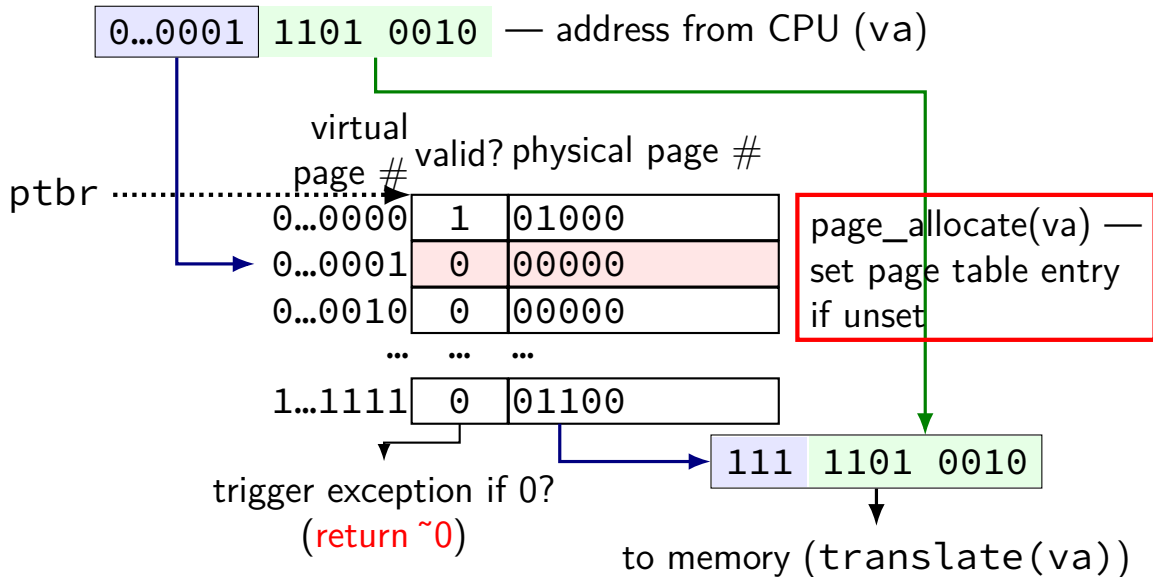 0…0001 1101 0010 — address from CPU (va)
virtual
page #
valid?
physical page #
ptbr
0…0000 1 01000
0…0001 0 00000
0…0010 0 00000
… … …
1…1111 0 01100
page_allocate(va) —
set page table entry
if unset
trigger exception if 0?
(return ~0)
111 1101 0010
to memory (translate(va))